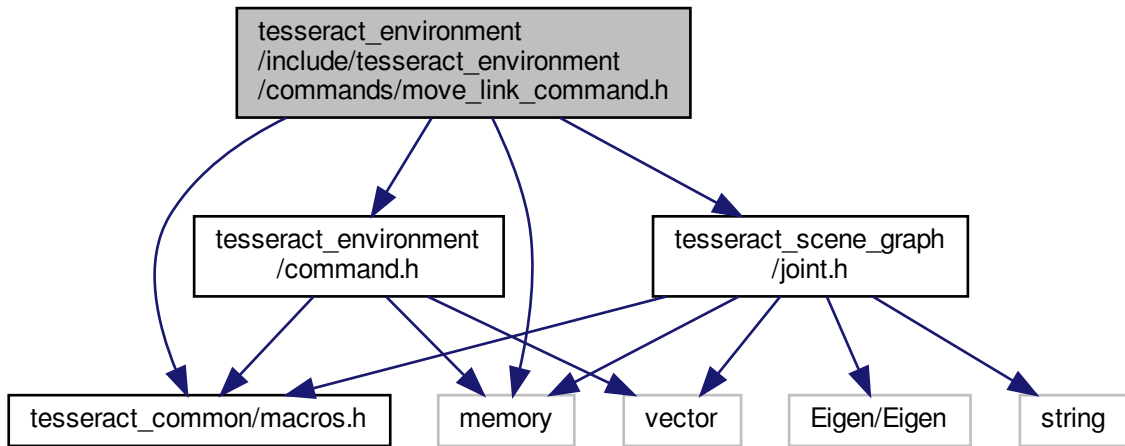 tesseract_environment
/include/tesseract_environment
/commands/move_link_command.h
tesseract_environment
/command.h
tesseract_scene_graph
/joint.h
tesseract_common/macros.h
memory
vector
Eigen/Eigen
string